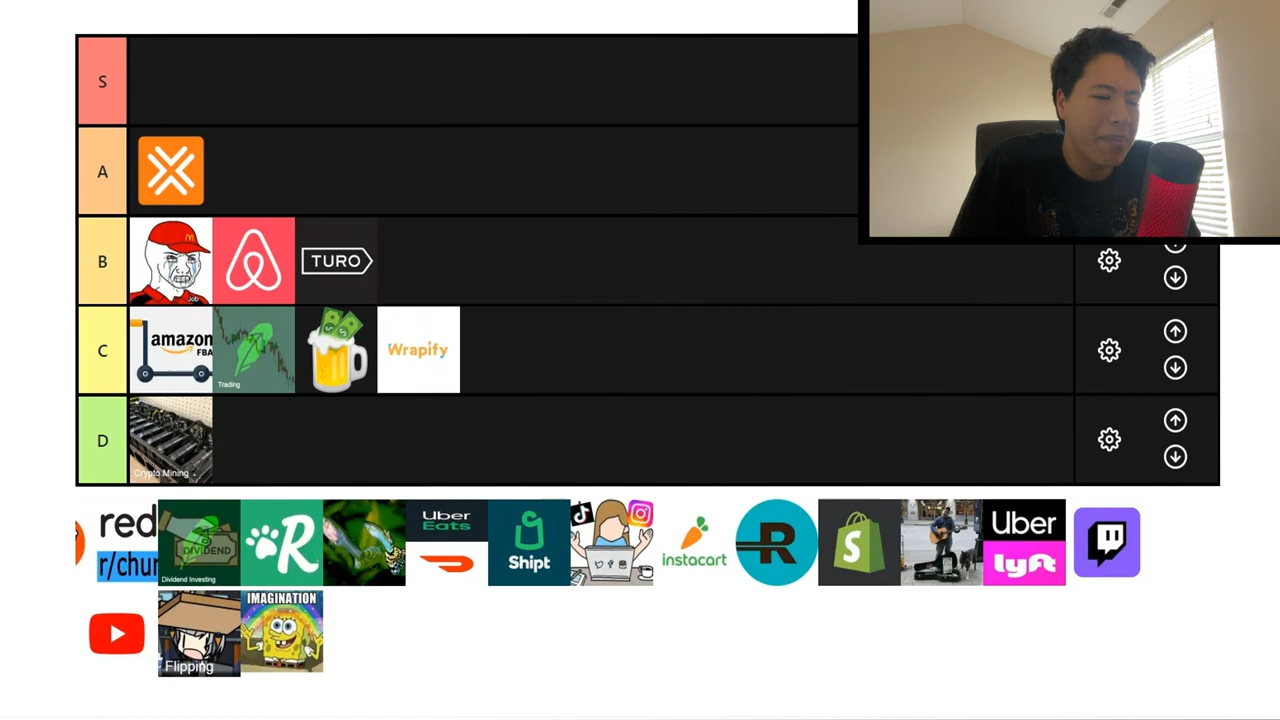 S
A
B
Job
TURO
C
amazon
FBA
Trading
Wrapify
D
Crypto Mining
red
r/chur
DIVIDEND
Dividend Investing
R
Uber
Eats
Shipt
instacart
R
S
Uber
lyft
Flipping
IMAGINATION